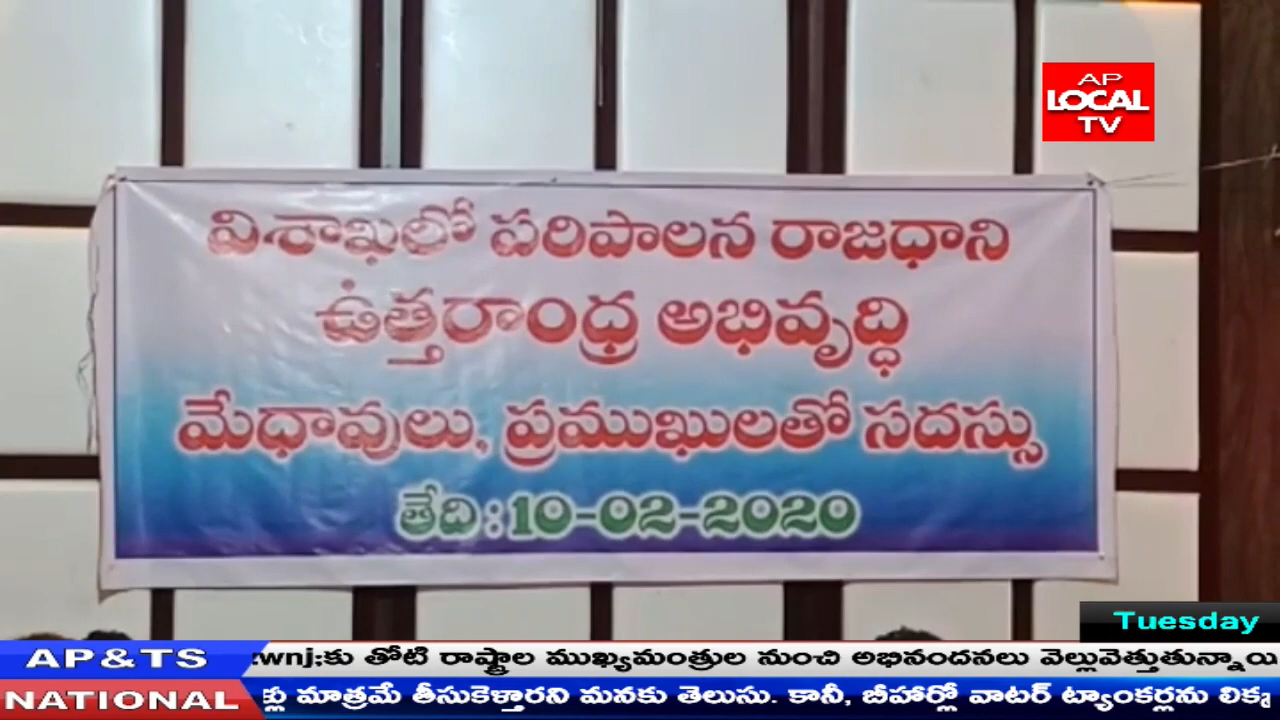 AP
LOCAL
TV
విశాఖలో పరిపాలన రాజధాని
ఉత్తరాంధ్ర అభివృద్ధి
మేధావులు, ప్రముఖులతో సదస్సు
తేది : 10-02-2020
Tuesday
AP & TS
wnj;కు తోటి రాష్ట్రాల ముఖ్యమంత్రుల నుంచి అభినందనలు వెల్లువెత్తుతున్నాయి
NATIONAL
మాత్రమే తీసుకెళ్తారని మనకు తెలుసు. కానీ, బీహార్లో వాటర్ ట్యాంకర్లను